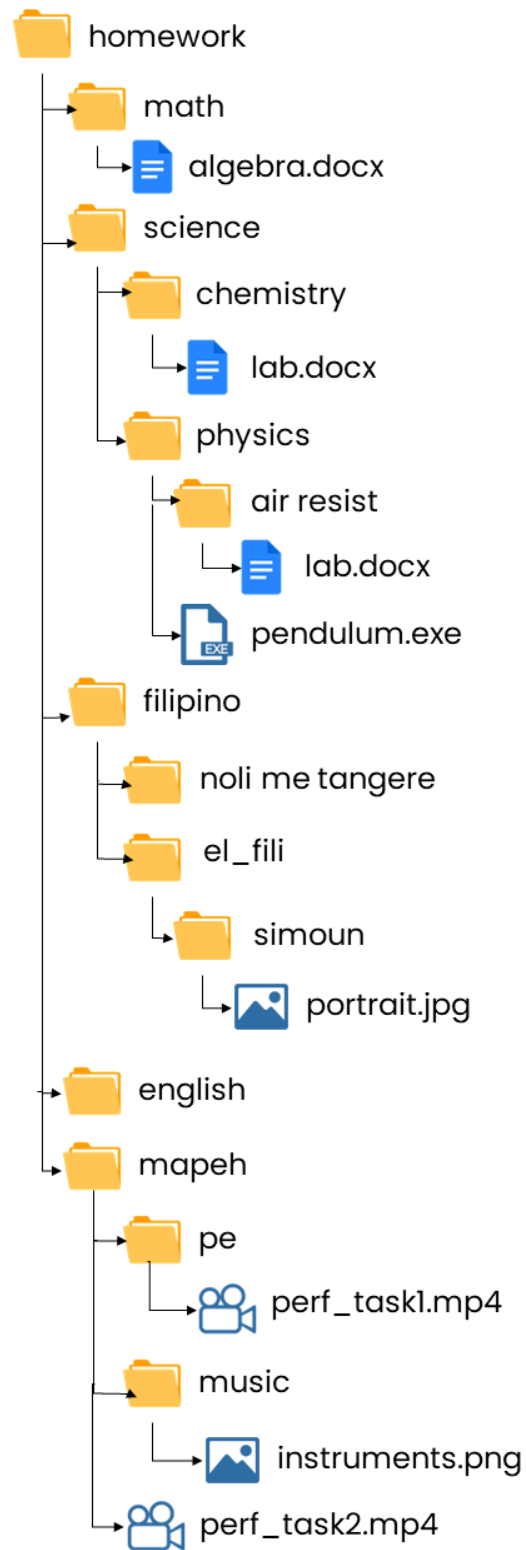 homework
math
algebra.docx
science
chemistry
lab.docx
physics
air resist
lab.docx
EXE
pendulum.exe
filipino
noli me tangere
el_fili
simoun
portrait.jpg
english
mapeh
pe
perf_task1.mp4
music
instruments.png
perf_task2.mp4